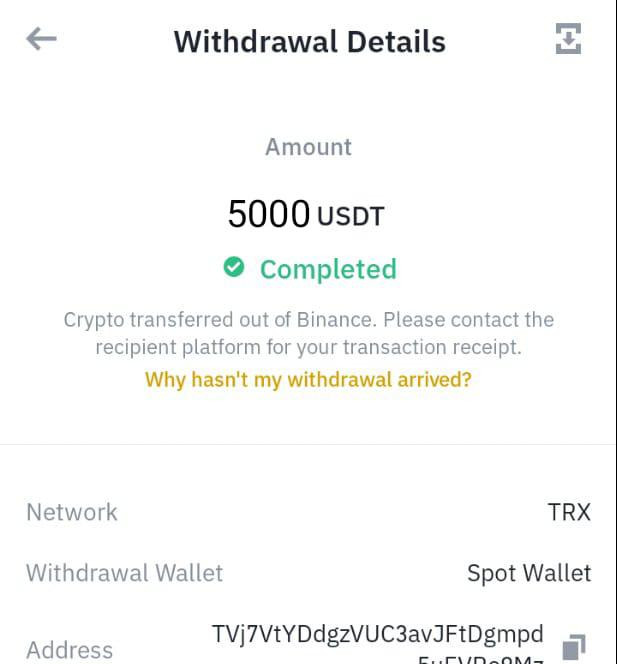 Withdrawal Details
Amount
5000 USDT
Completed
Crypto transferred out of Binance. Please contact the
recipient platform for your transaction receipt.
Why hasn't my withdrawal arrived?
Network TRX
Withdrawal Wallet Spot Wallet
Address TVj7VtYDdgzVUC3avJFtDgmpd